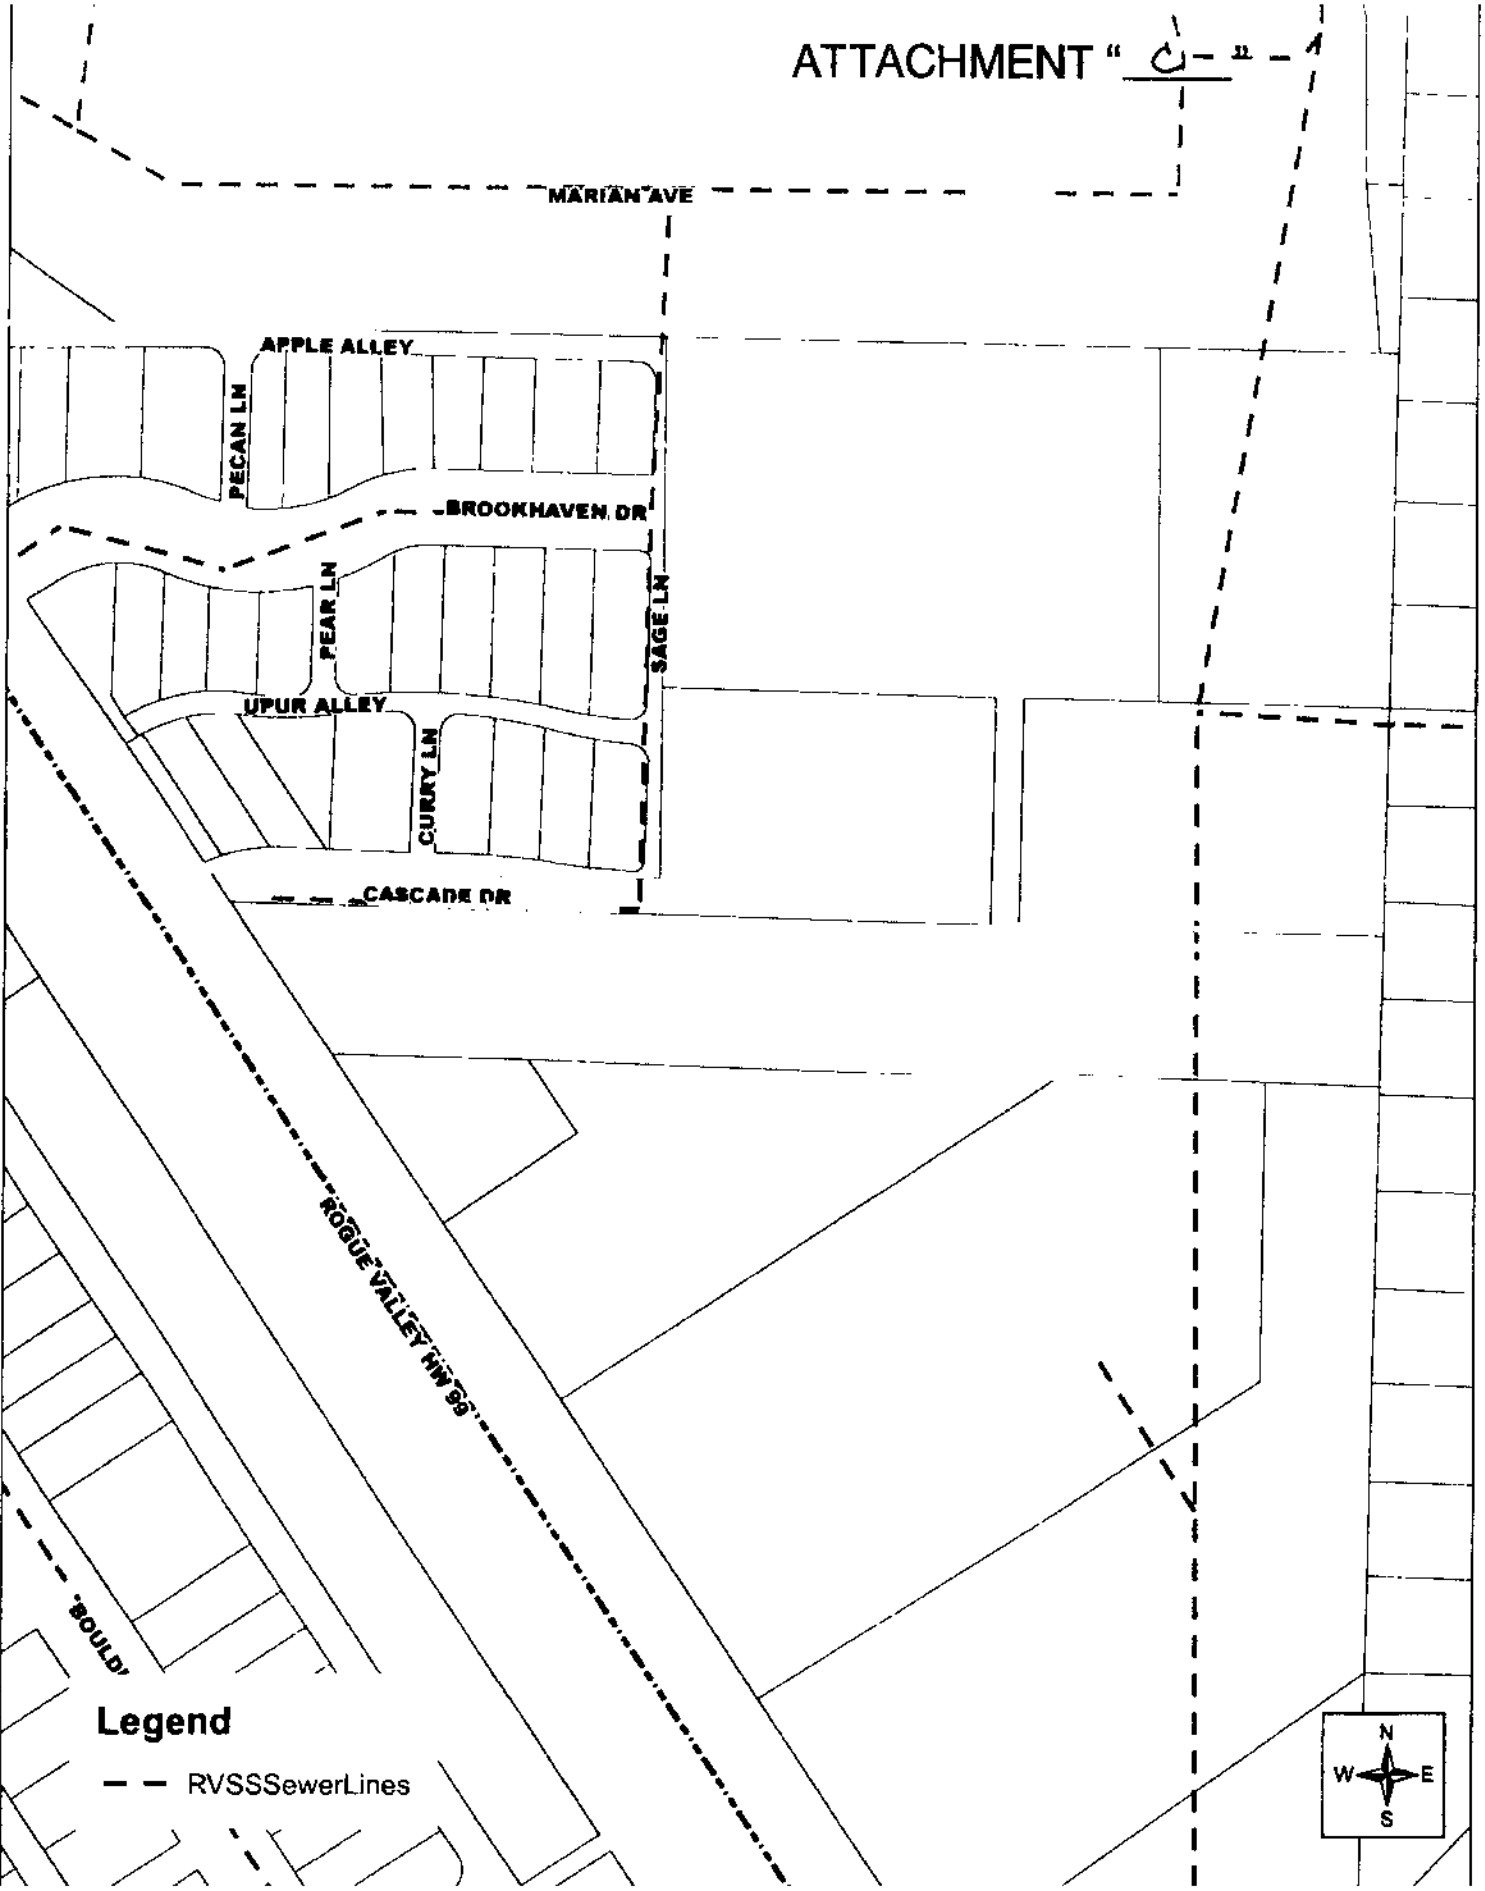 ATTACHMENT " "
MARIAN AVE
APPLE ALLEY
PECAN LN
BROOKHAVEN DR
PEAR LN
SAGE LN
UPUR ALLEY
CURRY LN
CASCADE DR
ROGUE VALLEY HW 99
BOULD
Legend
RVSSSewerLines
N
W E
S